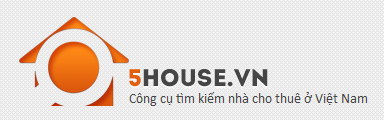 5HOUSE.VN
Công cụ tìm kiếm nhà cho thuê ở Việt Nam